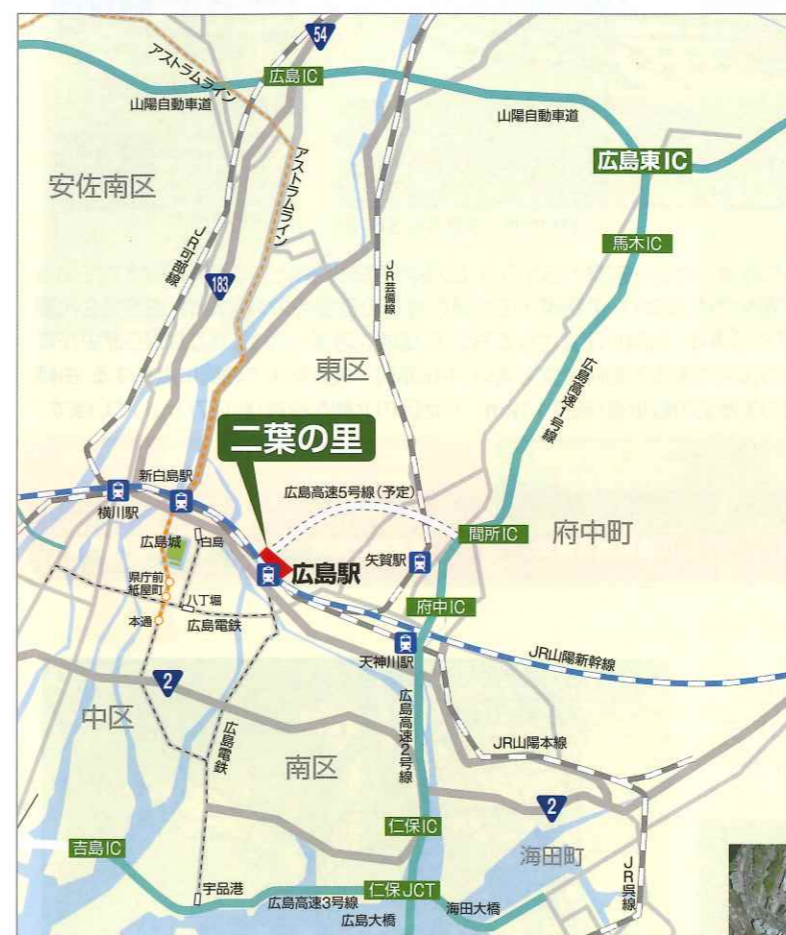 54
アストラムライン
広島IC
山陽自動車道
山陽自動車道
広島東IC
安佐南区
アストラムライン
JR可部線
JR芸備線
馬木IC
183
東区
広島高速1号線
二葉の里
新白島駅
広島高速5号線(予定)
横川駅
間所IC
府中町
広島城
白島
矢賀駅
広島駅
県庁前
紙屋町
八丁堀
府中IC
本通
広島電鉄
天神川駅
JR山陽新幹線
2
中区
広島電鉄
広島高速2号線
南区
JR山陽本線
2
仁保IC
吉島IC
海田町
JR呉線
宇品港
広島高速3号線
仁保JCT
海田大橋
広島大橋